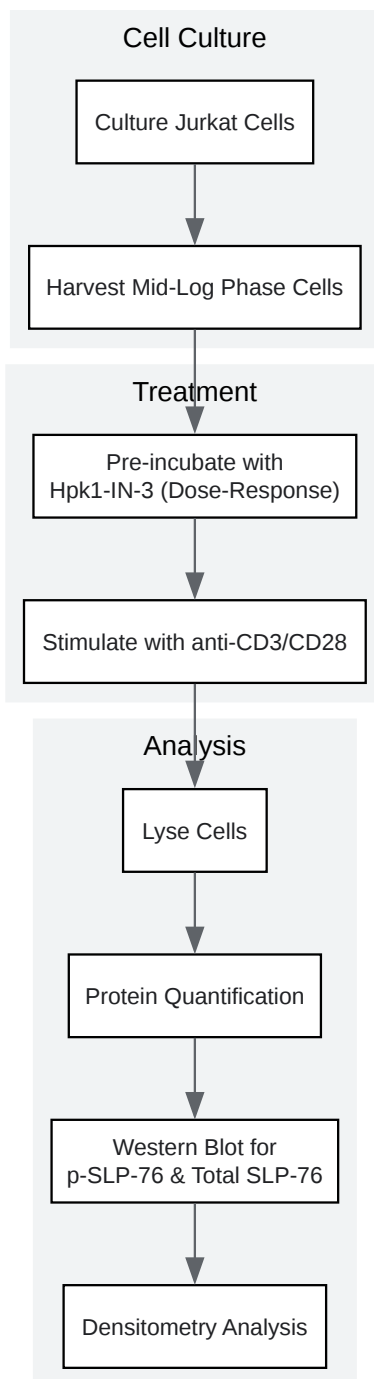 Cell Culture
Culture Jurkat Cells
Harvest Mid-Log Phase Cells
Treatment
Pre-incubate with
Hpk1-IN-3 (Dose-Response)
Stimulate with anti-CD3/CD28
Analysis
Lyse Cells
Protein Quantification
Western Blot for
p-SLP-76 & Total SLP-76
Densitometry Analysis